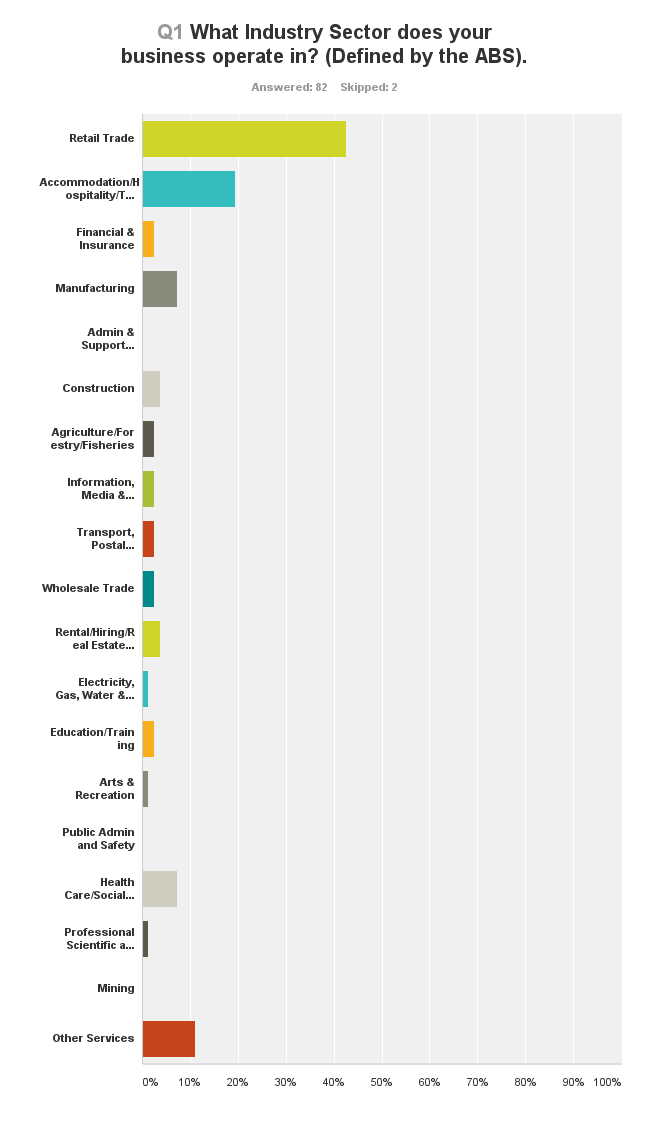 Q1 What Industry Sector does your
business operate in? (Defined by the ABS).
Answered: 82 Skipped: 2
Retail Trade
Accommodation/H
ospitality/T...
Financial &
Insurance
Manufacturing
Admin &
Support...
Construction
Agriculture/For
estry/Fisheries
Information,
Media &...
Transport,
Postal...
Wholesale Trade
Rental/Hiring/R
eal Estate...
Electricity,
Gas, Water &...
Education/Train
ing
Arts &
Recreation
Public Admin
and Safety
Health
Care/Social...
Professional
Scientific a...
Mining
Other Services
0% 10% 20% 30% 40% 50% 60% 70% 80% 90% 100%